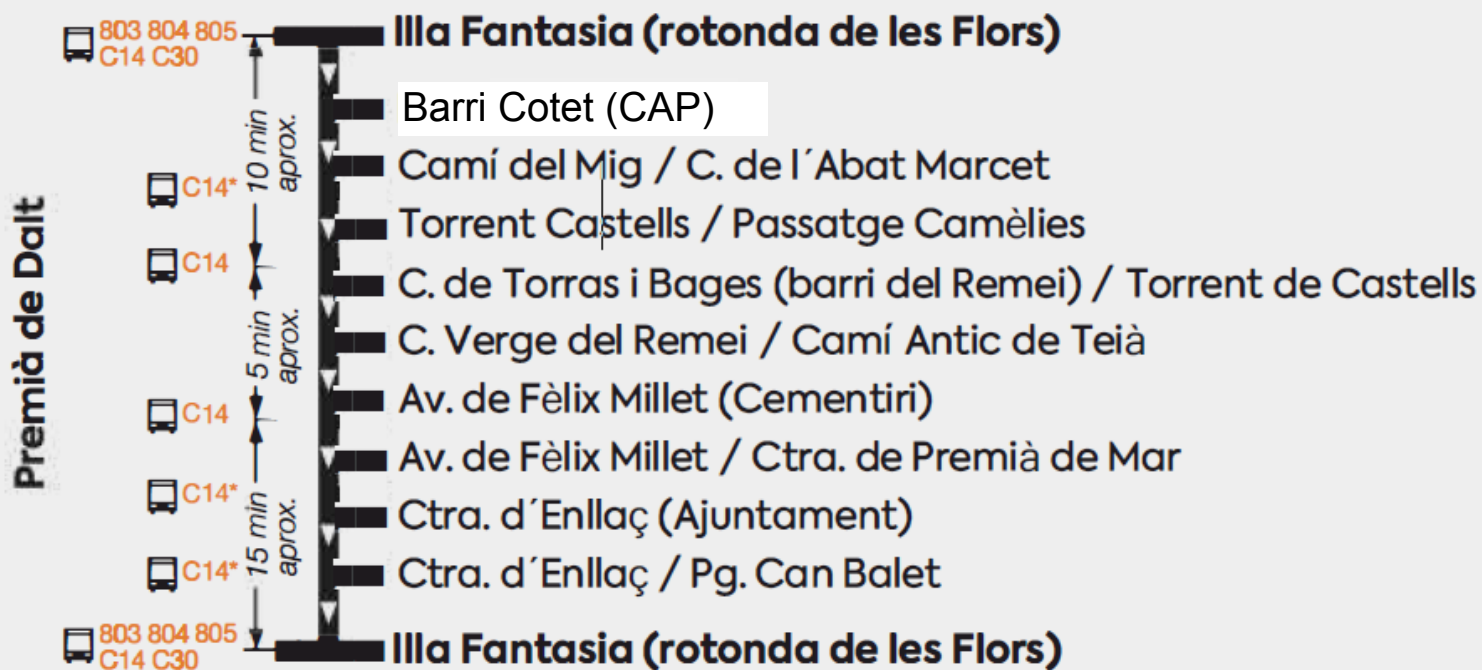 Premià de Dalt
803 804 805
C14 C30
Illa Fantasia (rotonda de les Flors)
10 min
aprox.
Barri Cotet (CAP)
Camí del Mig / C. de l´Abat Marcet
C14*
Torrent Castells / Passatge Camèlies
C14
C. de Torras i Bages (barri del Remei) / Torrent de Castells
5 min
aprox.
C. Verge del Remei / Camí Antic de Teià
Av. de Fèlix Millet (Cementiri)
C14
Av. de Fèlix Millet / Ctra. de Premià de Mar
C14*
15 min
aprox.
Ctra. d´Enllaç (Ajuntament)
C14*
Ctra. d´Enllaç / Pg. Can Balet
803 804 805
C14 C30
Illa Fantasia (rotonda de les Flors)